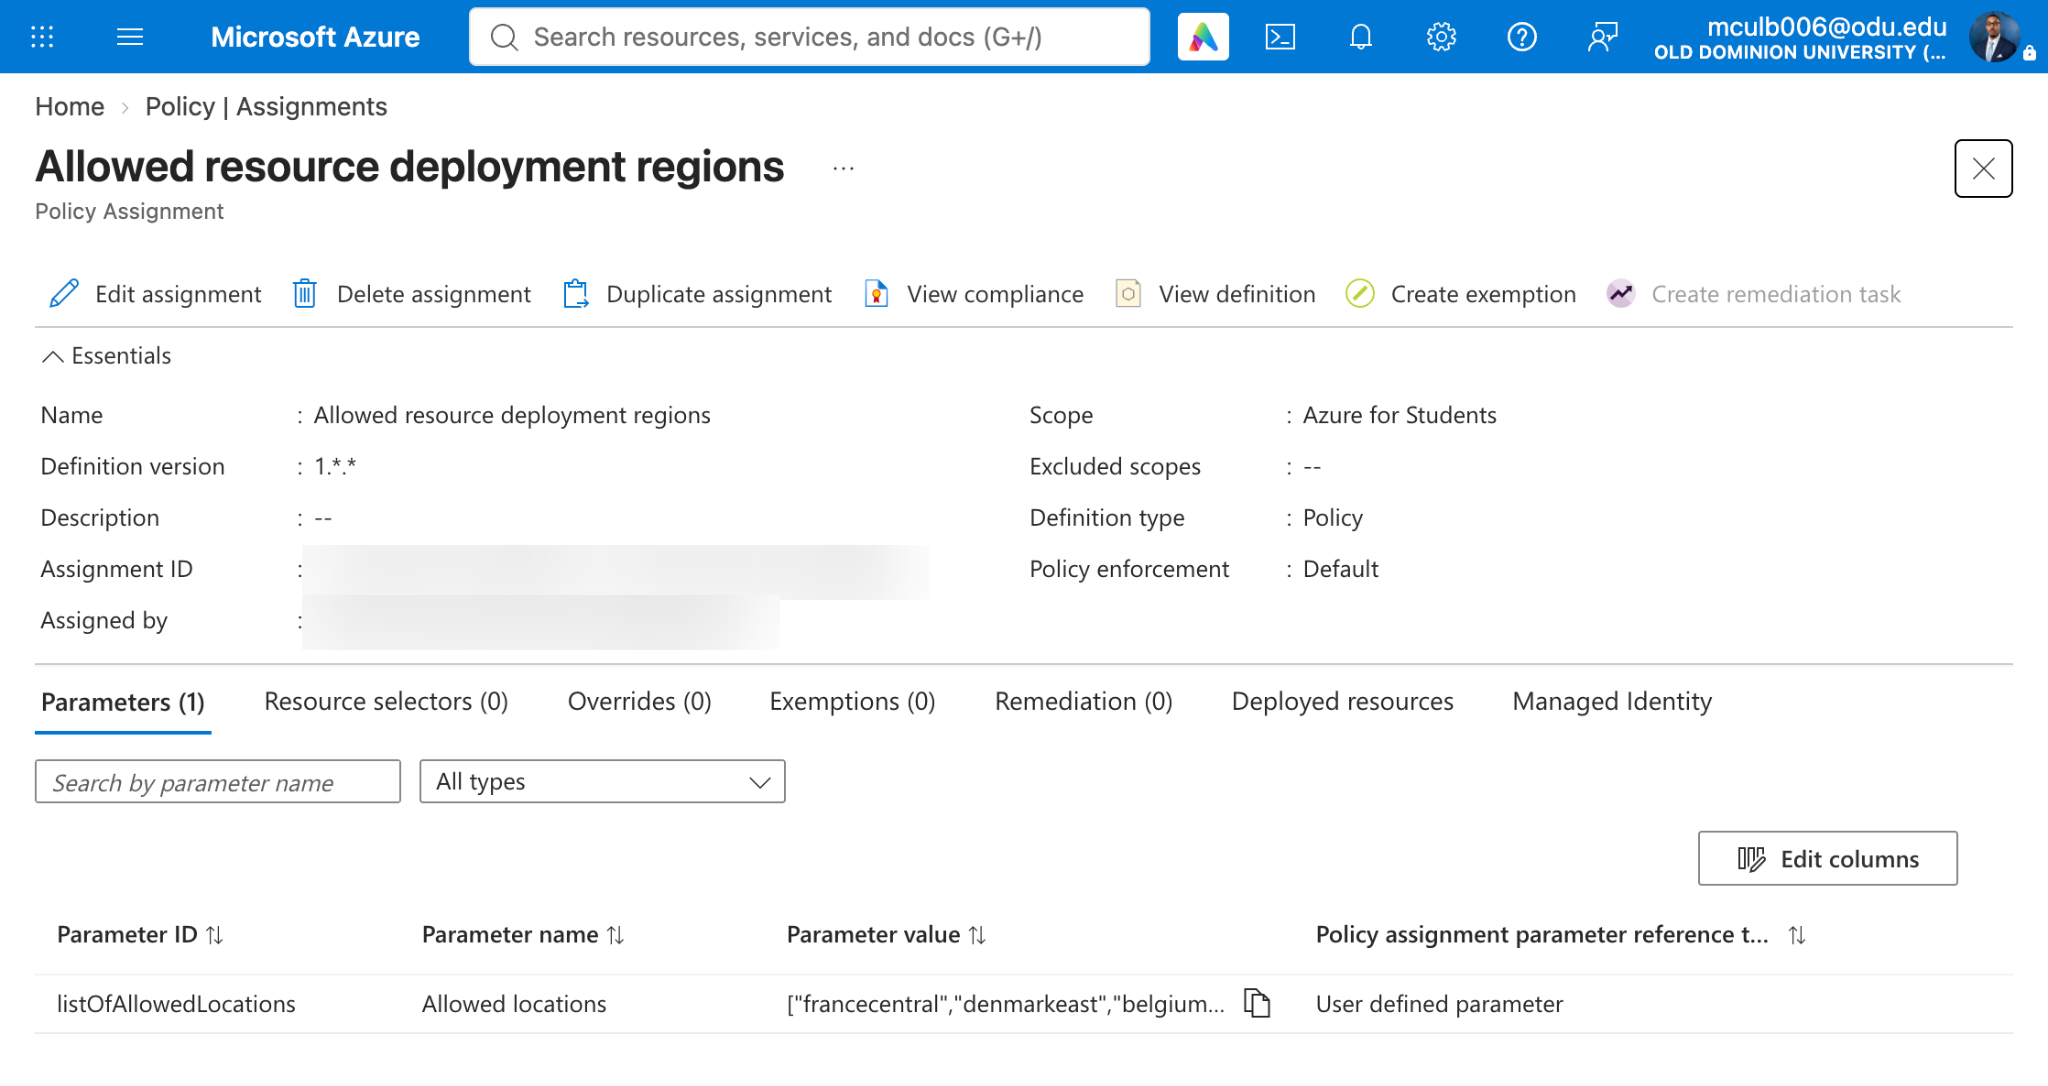 Microsoft Azure
Search resources, services, and docs (G+/)
mculb006@odu.edu
OLD DOMINION UNIVERSITY (...
Home > Policy | Assignments
Allowed resource deployment regions ...
Policy Assignment
Edit assignment Delete assignment Duplicate assignment View compliance View definition Create exemption Create remediation task
Essentials
Name : Allowed resource deployment regions
Definition version : 1.*.*
Description : --
Assignment ID :
Assigned by :
Scope : Azure for Students
Excluded scopes : --
Definition type : Policy
Policy enforcement : Default
Parameters (1) Resource selectors (0) Overrides (0) Exemptions (0) Remediation (0) Deployed resources Managed Identity
Search by parameter name All types
Edit columns
Parameter ID Parameter name Parameter value Policy assignment parameter reference t...
listOfAllowedLocations Allowed locations ["francecentral","denmarkeast","belgium... User defined parameter